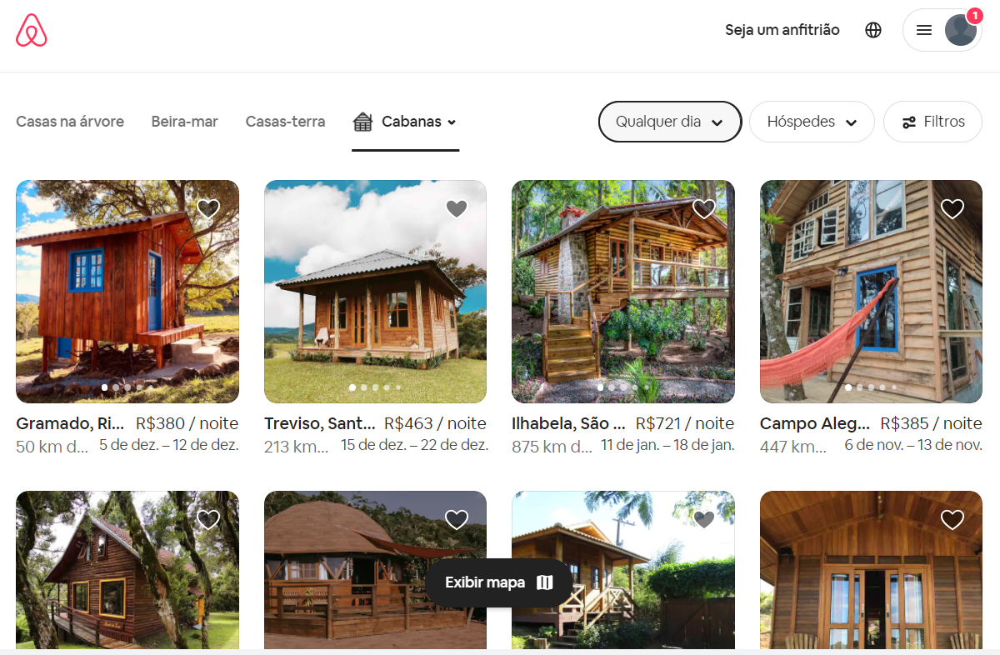 Seja um anfitrião
1
Casas na árvore Beira-mar Casas-terra Cabanas Qualquer dia Hóspedes Filtros
Gramado, Ri... R$380 / noite
50 km d... 5 de dez. – 12 de dez.
Treviso, Sant... R$463 / noite
213 km... 15 de dez. – 22 de dez.
Ilhabela, São ... R$721 / noite
875 km d... 11 de jan. – 18 de jan.
Campo Aleg... R$385 / noite
447 km... 6 de nov. – 13 de nov.
Exibir mapa